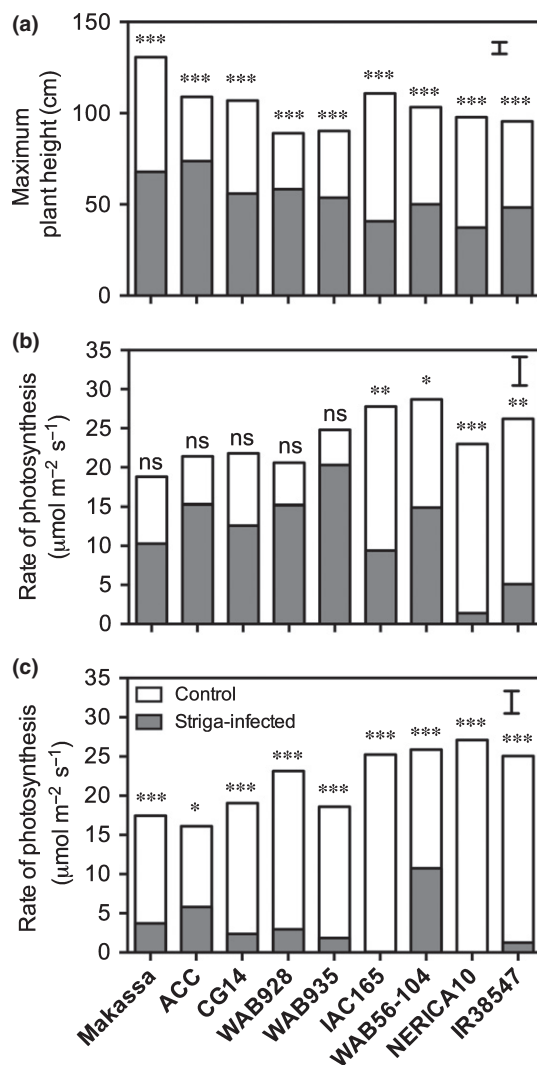 (a)
150
100
50
0
Maximum
plant height (cm)
*** *** *** *** *** *** *** *** ***
(b)
35
30
25
20
15
10
5
0
Rate of photosynthesis
(µmol m−2 s−1)
ns ns ns ns ns ** * *** **
(c)
35
30
25
20
15
10
5
0
Rate of photosynthesis
(µmol m−2 s−1)
Control
Striga-infected
*** * *** *** *** *** *** *** ***
Makassa
ACC
CG14
WAB928
WAB935
IAC165
WAB56-104
NERICA10
IR38547